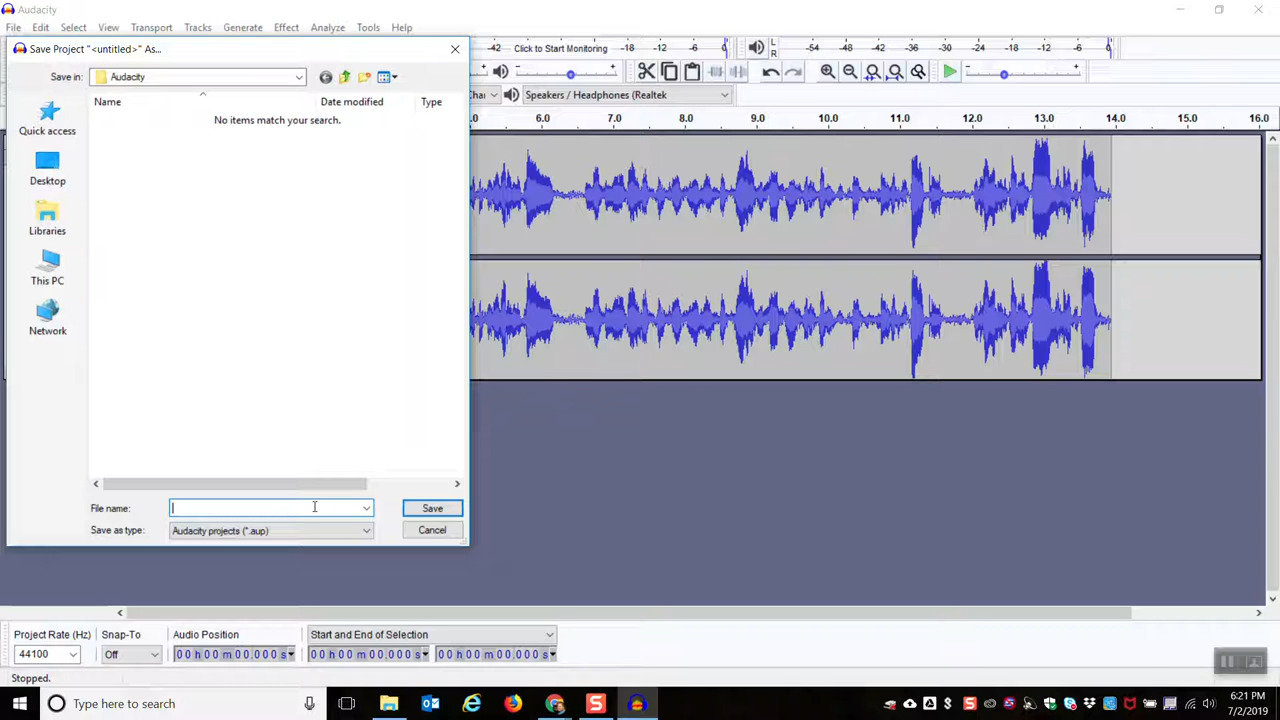 Audacity
File Edit Select View Transport Tracks Generate Effect Analyze Tools Help
Save Project "<untitled>" As...
-42 Click to Start Monitoring -18 -12 -6 0
L
R
-54 -48 -42 -36 -30 -24 -18 -12 -6 0
Save in: Audacity
Speakers / Headphones (Realtek
Name Date modified Type
No items match your search.
6.0 7.0 8.0 9.0 10.0 11.0 12.0 13.0 14.0 15.0 16.0
Quick access
Desktop
Libraries
This PC
Network
File name: Save
Save as type: Audacity projects (*.aup) Cancel
Project Rate (Hz) Snap-To Audio Position Start and End of Selection
44100 Off 00 h 00 m 00.000 s 00 h 00 m 00.000 s 00 h 00 m 00.000 s
Stopped.
Type here to search
6:21 PM
7/2/2019